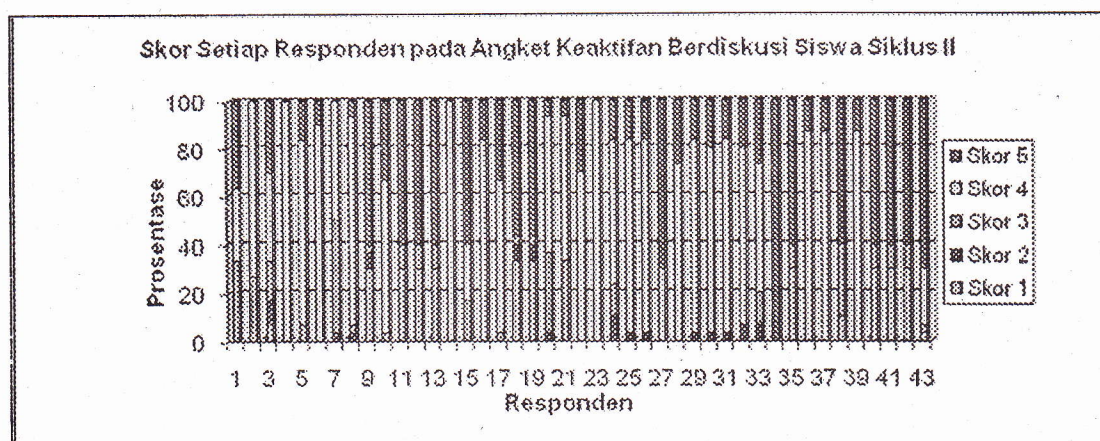 Skor Setiap Responden pada Angket Keaktifan Berdiskusi Siswa Siklus II
Prosentase
100
80
60
40
20
0
1 3 5 7 9 11 13 15 17 19 21 23 25 27 29 31 33 35 37 39 41 43
Responden
Skor 5
Skor 4
Skor 3
Skor 2
Skor 1